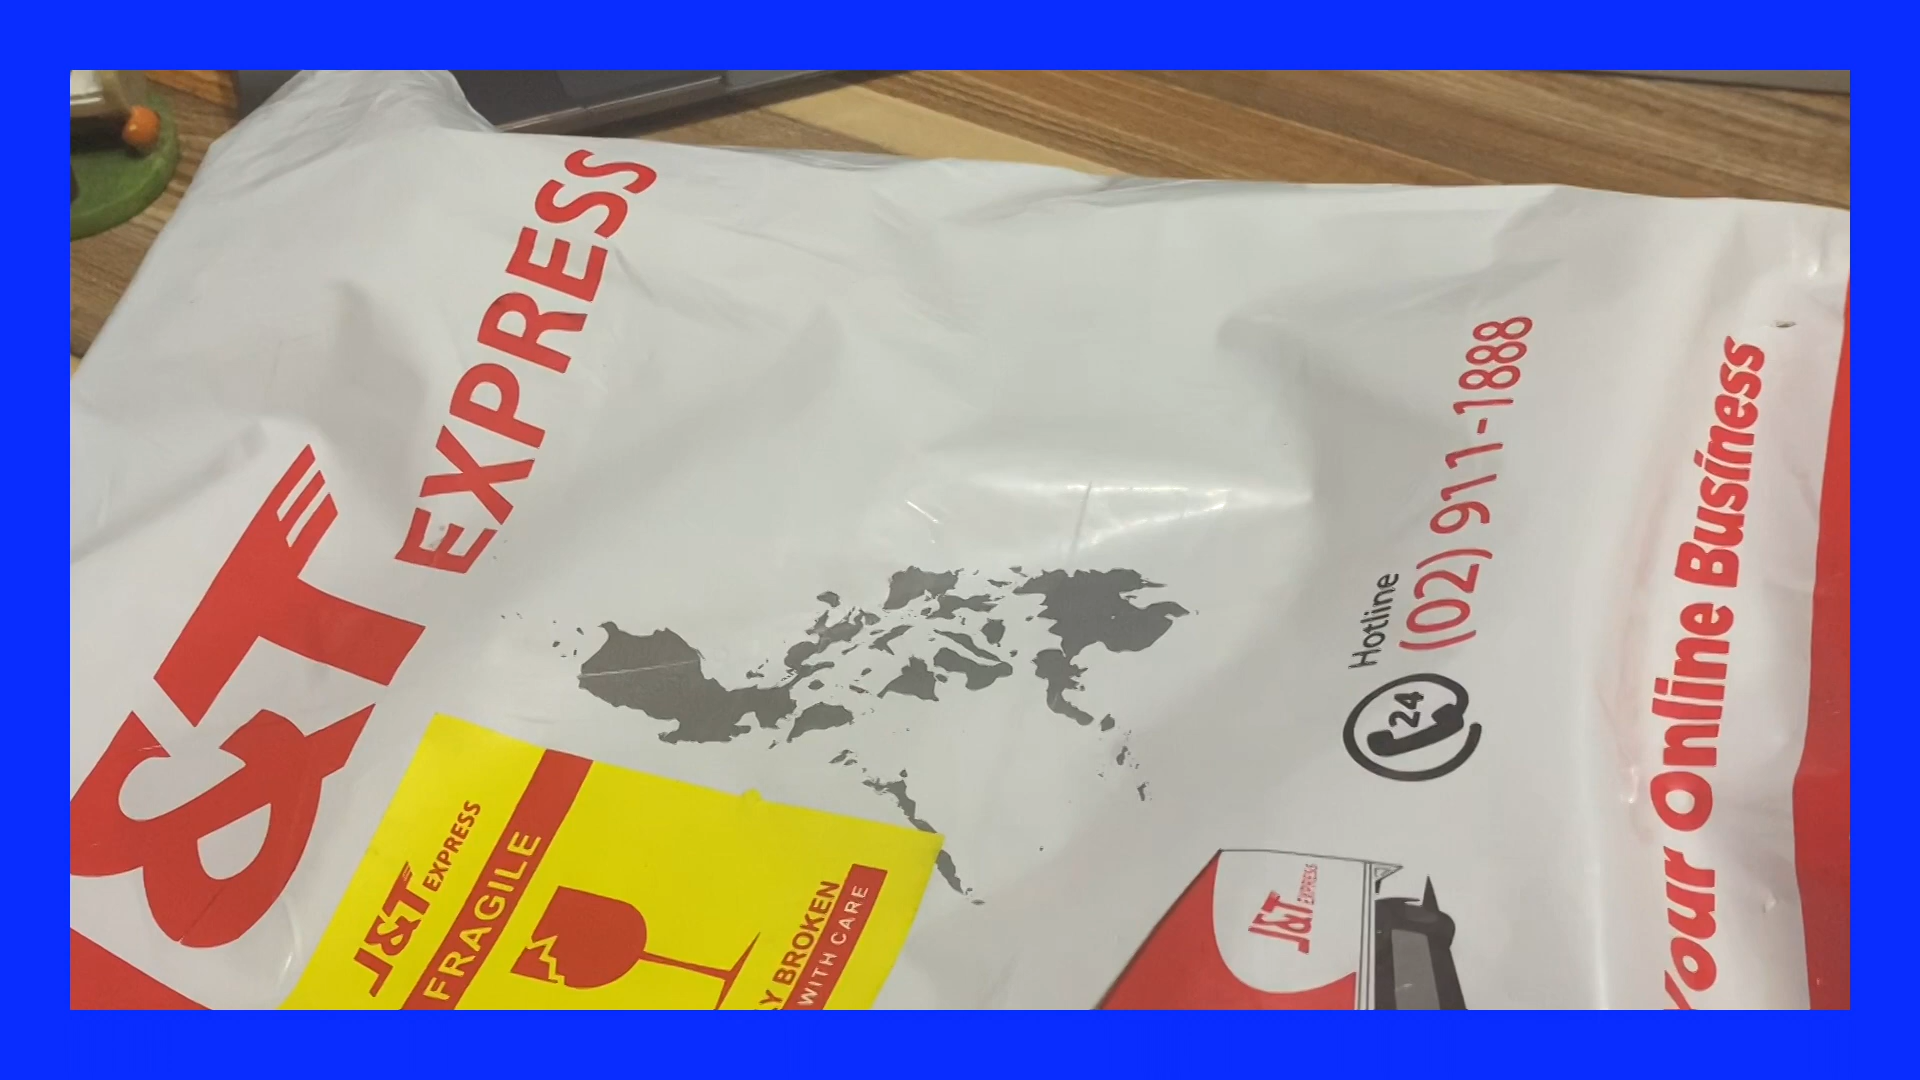 &T
EXPRESS
J&T EXPRESS
FRAGILE
BROKEN
WITH CARE
Hotline
24
(02) 911-1888
J&T EXPRESS
Your Online Business